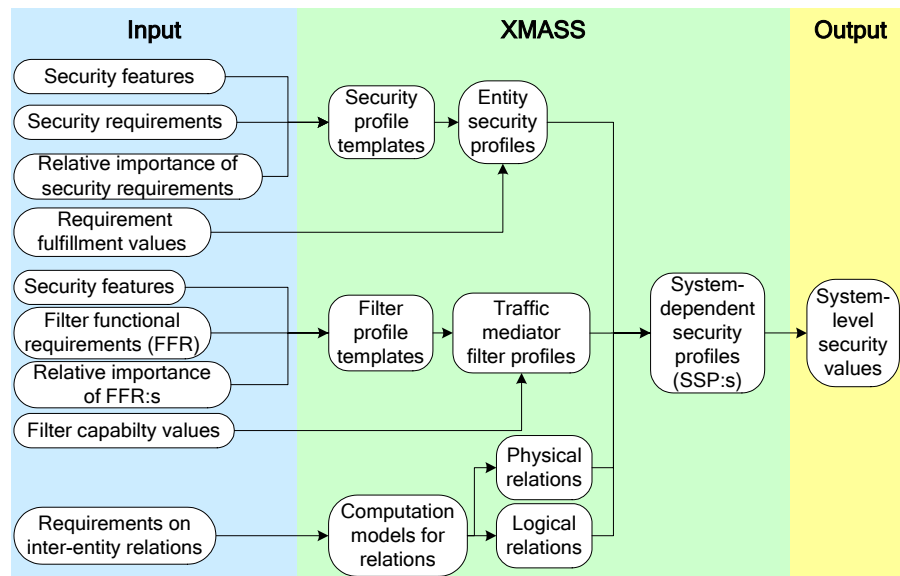 Input
XMASS
Output
Security features
Security requirements
Relative importance of
security requirements
Requirement
fulfillment values
Security
profile
templates
Entity
security
profiles
Security features
Filter functional
requirements (FFR)
Relative importance
of FFR:s
Filter capabilty values
Filter
profile
templates
Traffic
mediator
filter profiles
System-
dependent
security
profiles
(SSP:s)
System-
level
security
values
Requirements on
inter-entity relations
Computation
models for
relations
Physical
relations
Logical
relations